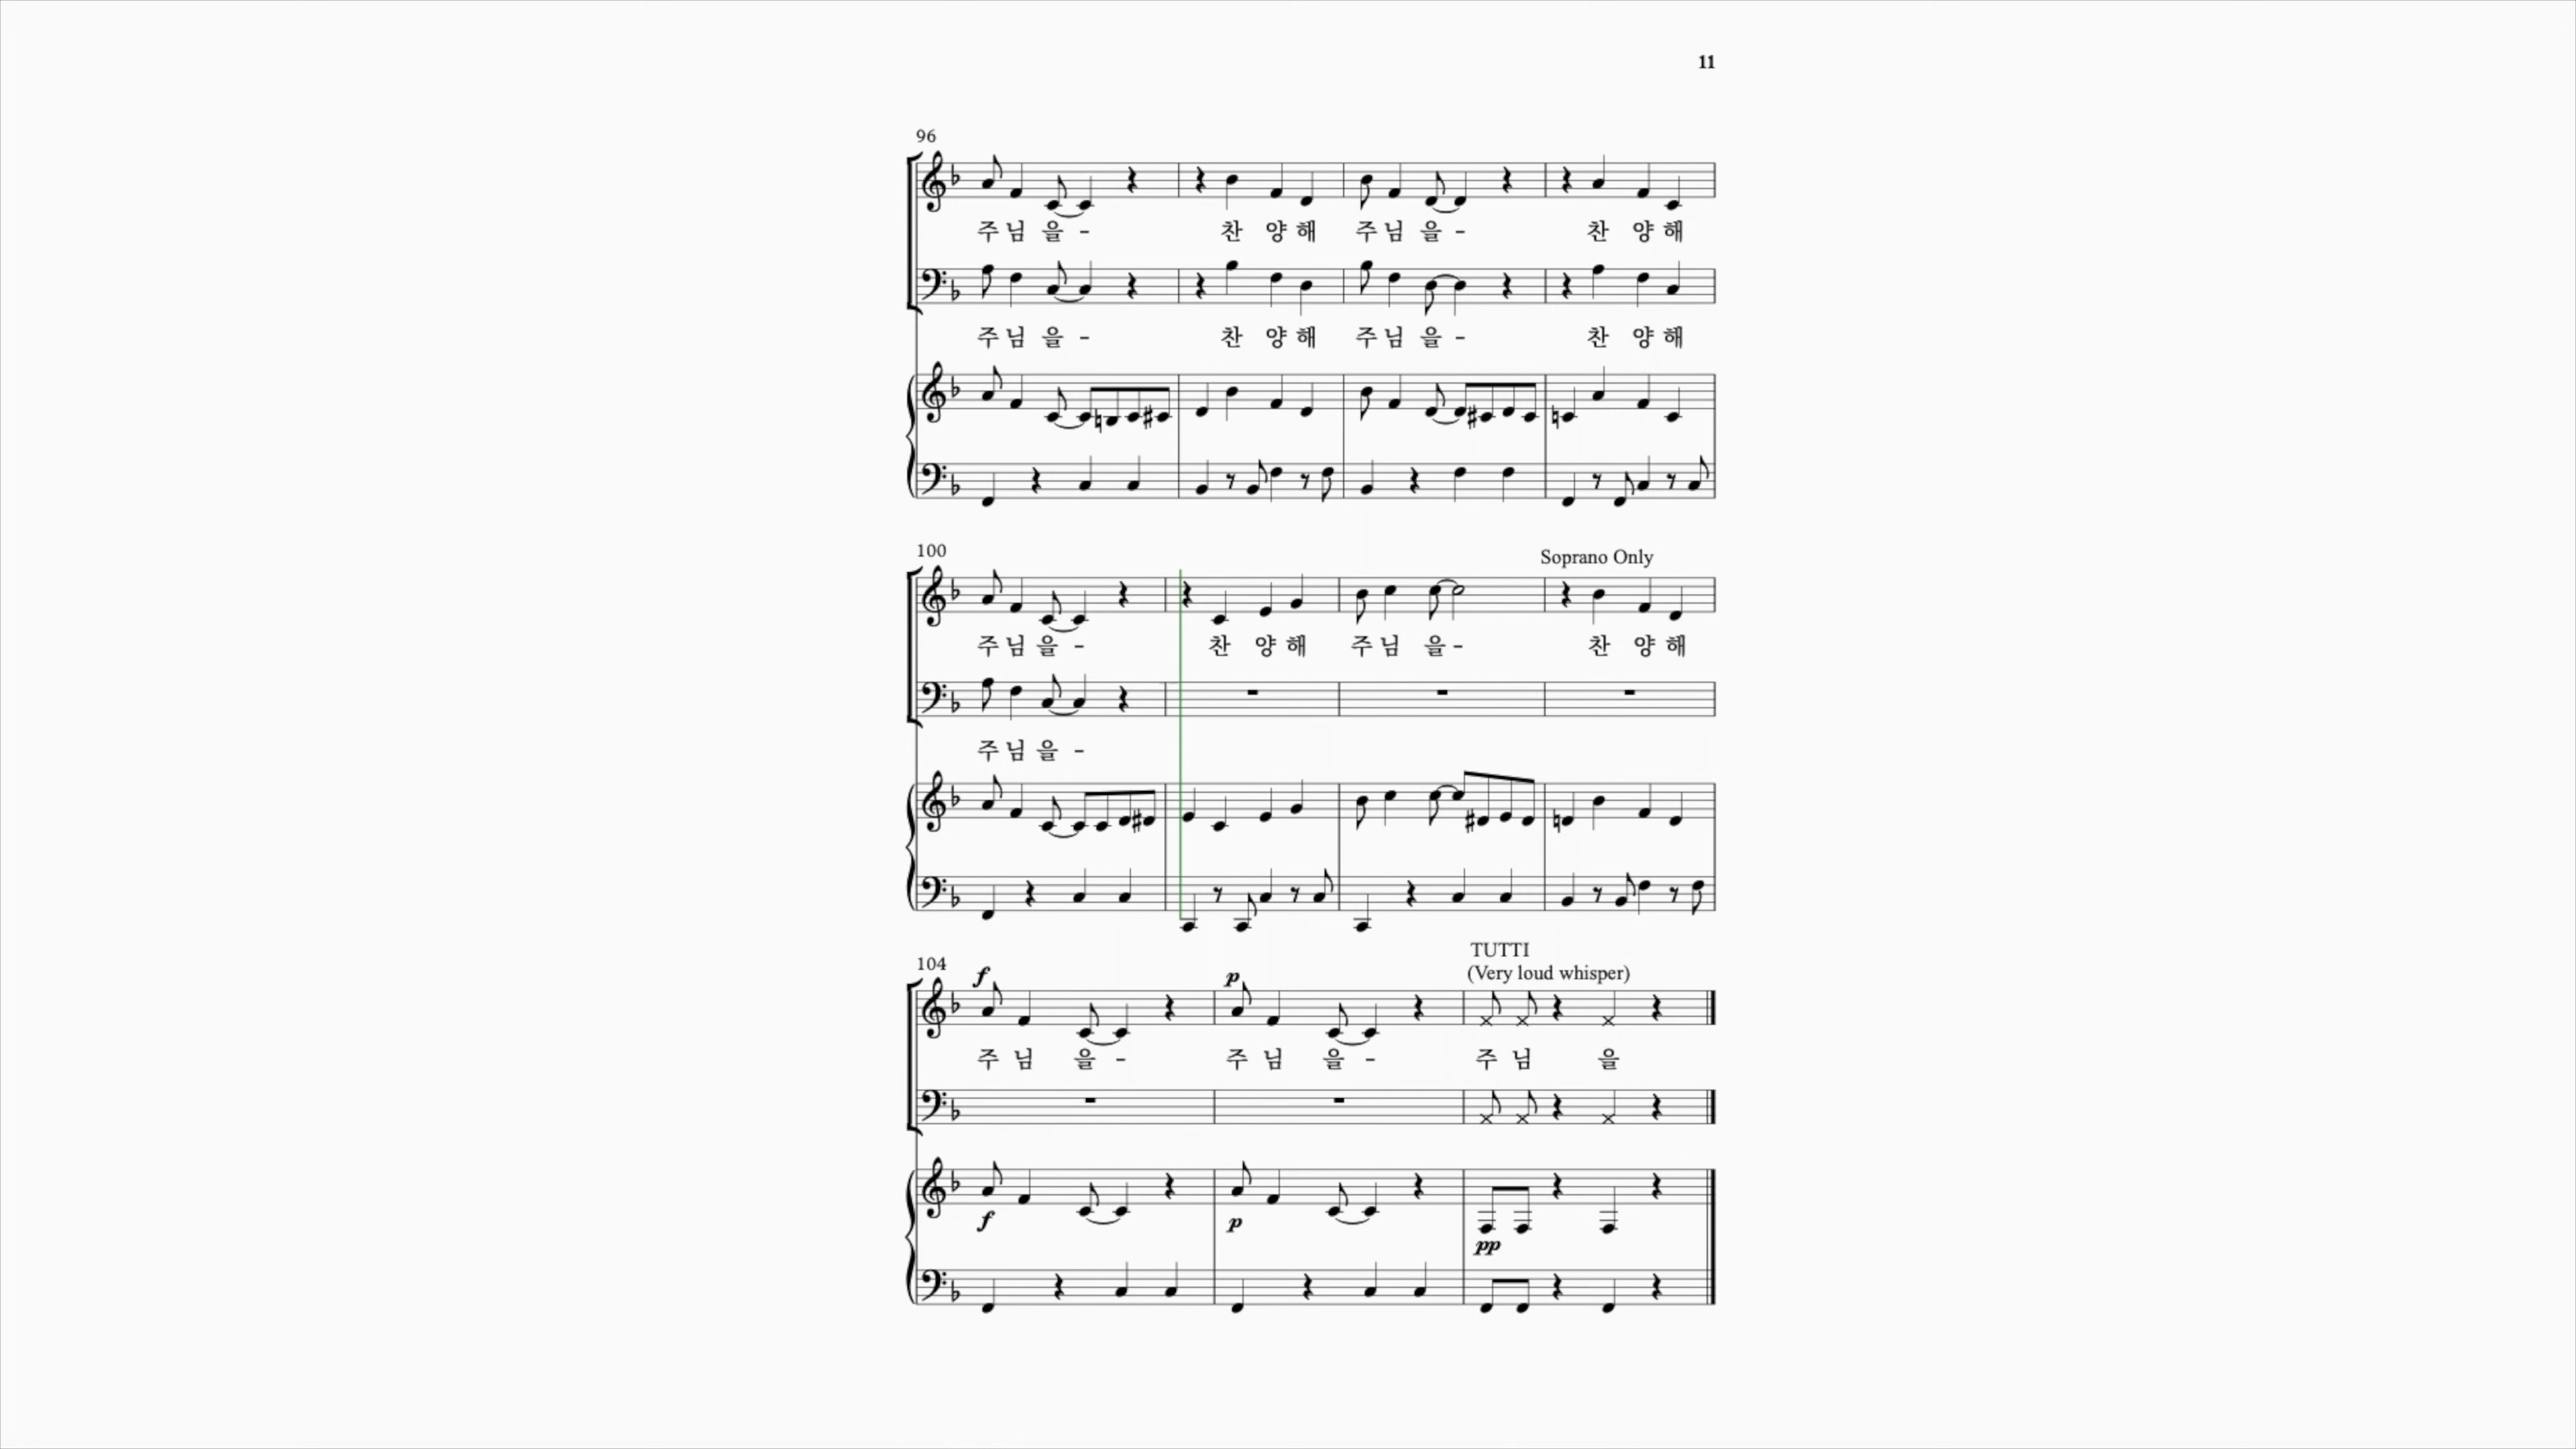 11
96
주 님 을 - 찬 양 해 주 님 을 - 찬 양 해
주 님 을 - 찬 양 해 주 님 을 - 찬 양 해
100
Soprano Only
주 님 을 - 찬 양 해 주 님 을 - 찬 양 해
주 님 을 -
TUTTI
104
(Very loud whisper)
f p
주 님 을 - 주 님 을 - 주 님 을
f p pp